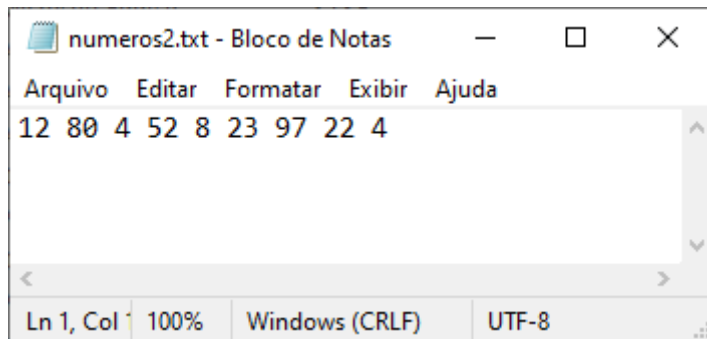 numeros2.txt - Bloco de Notas
Arquivo Editar Formatar Exibir Ajuda
12 80 4 52 8 23 97 22 4
Ln 1, Col 100% Windows (CRLF) UTF-8